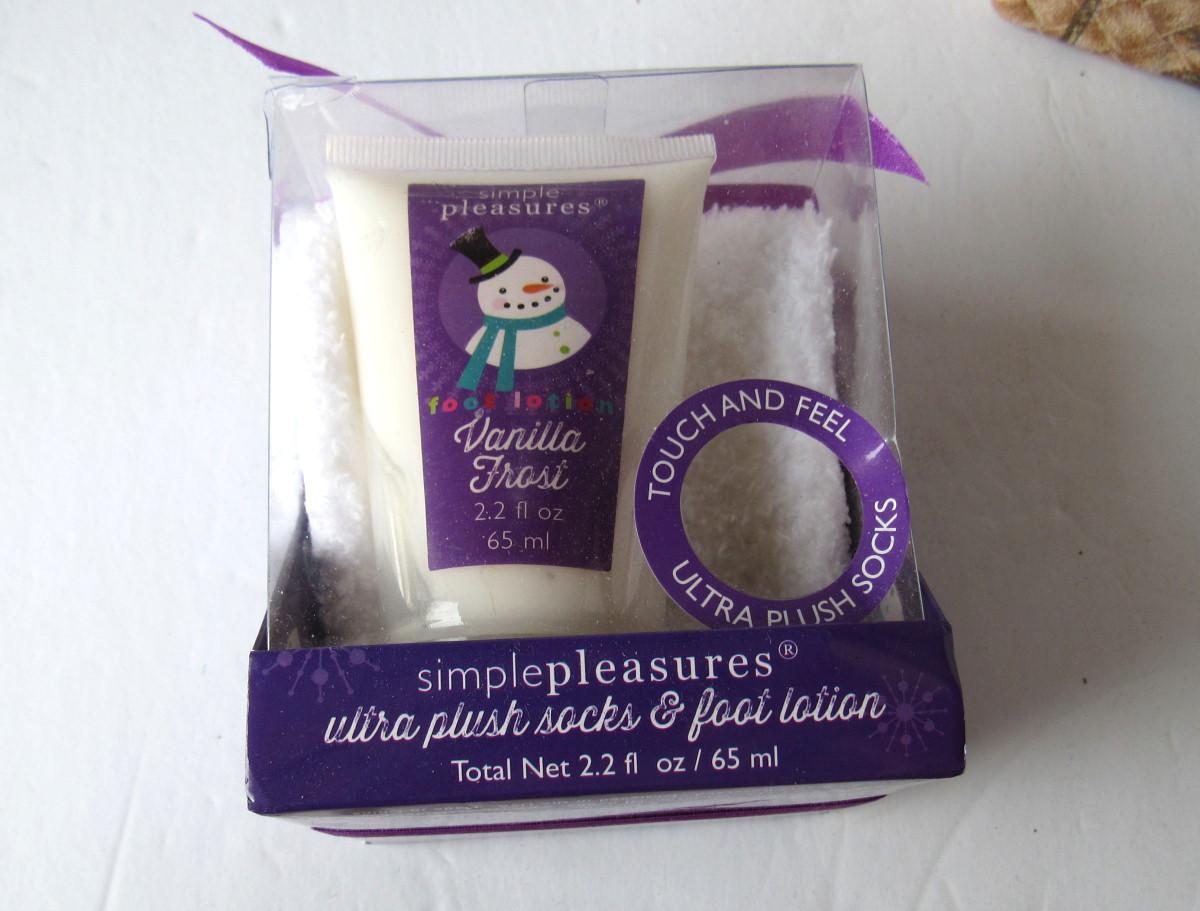 simple
pleasures®
foot lotion
Vanilla
Frost
2.2 fl oz
65 ml
TOUCH AND FEEL
ULTRA PLUSH SOCKS
simplepleasures®
ultra plush socks & foot lotion
Total Net 2.2 fl oz / 65 ml